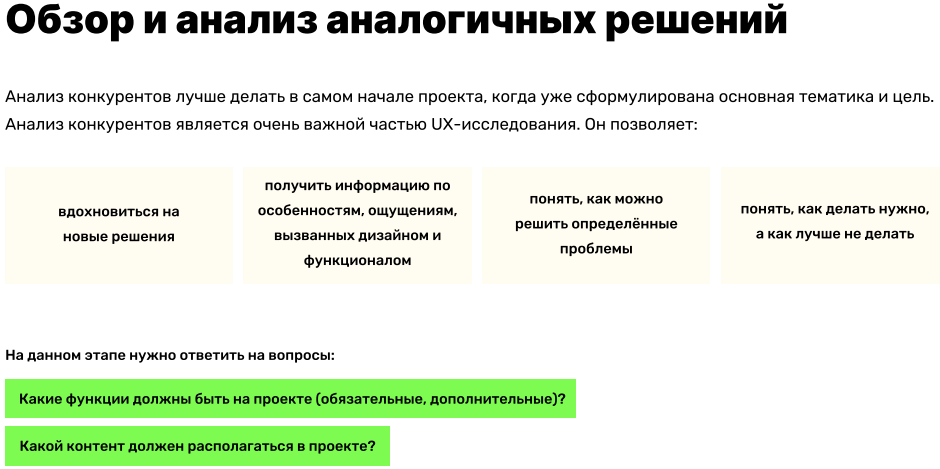 Обзор и анализ аналогичных решений
Анализ конкурентов лучше делать в самом начале проекта, когда уже сформулирована основная тематика и цель.
Анализ конкурентов является очень важной частью UX-исследования. Он позволяет:
вдохновиться на
новые решения
получить информацию по
особенностям, ощущениям,
вызванных дизайном и
функционалом
понять, как можно
решить определённые
проблемы
понять, как делать нужно,
а как лучше не делать
На данном этапе нужно ответить на вопросы:
Какие функции должны быть на проекте (обязательные, дополнительные)?
Какой контент должен располагаться в проекте?